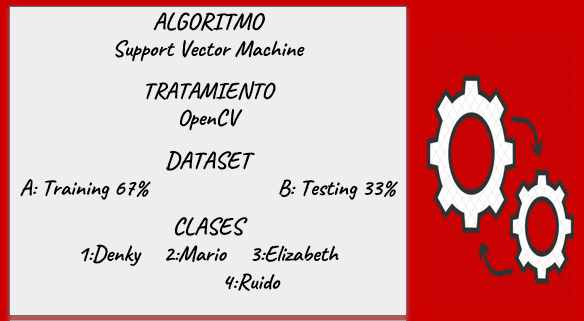 ALGORITMO
Support Vector Machine
TRATAMIENTO
OpenCV
DATASET
A: Training 67% B: Testing 33%
CLASES
1:Denky 2:Mario 3:Elizabeth
4:Ruido